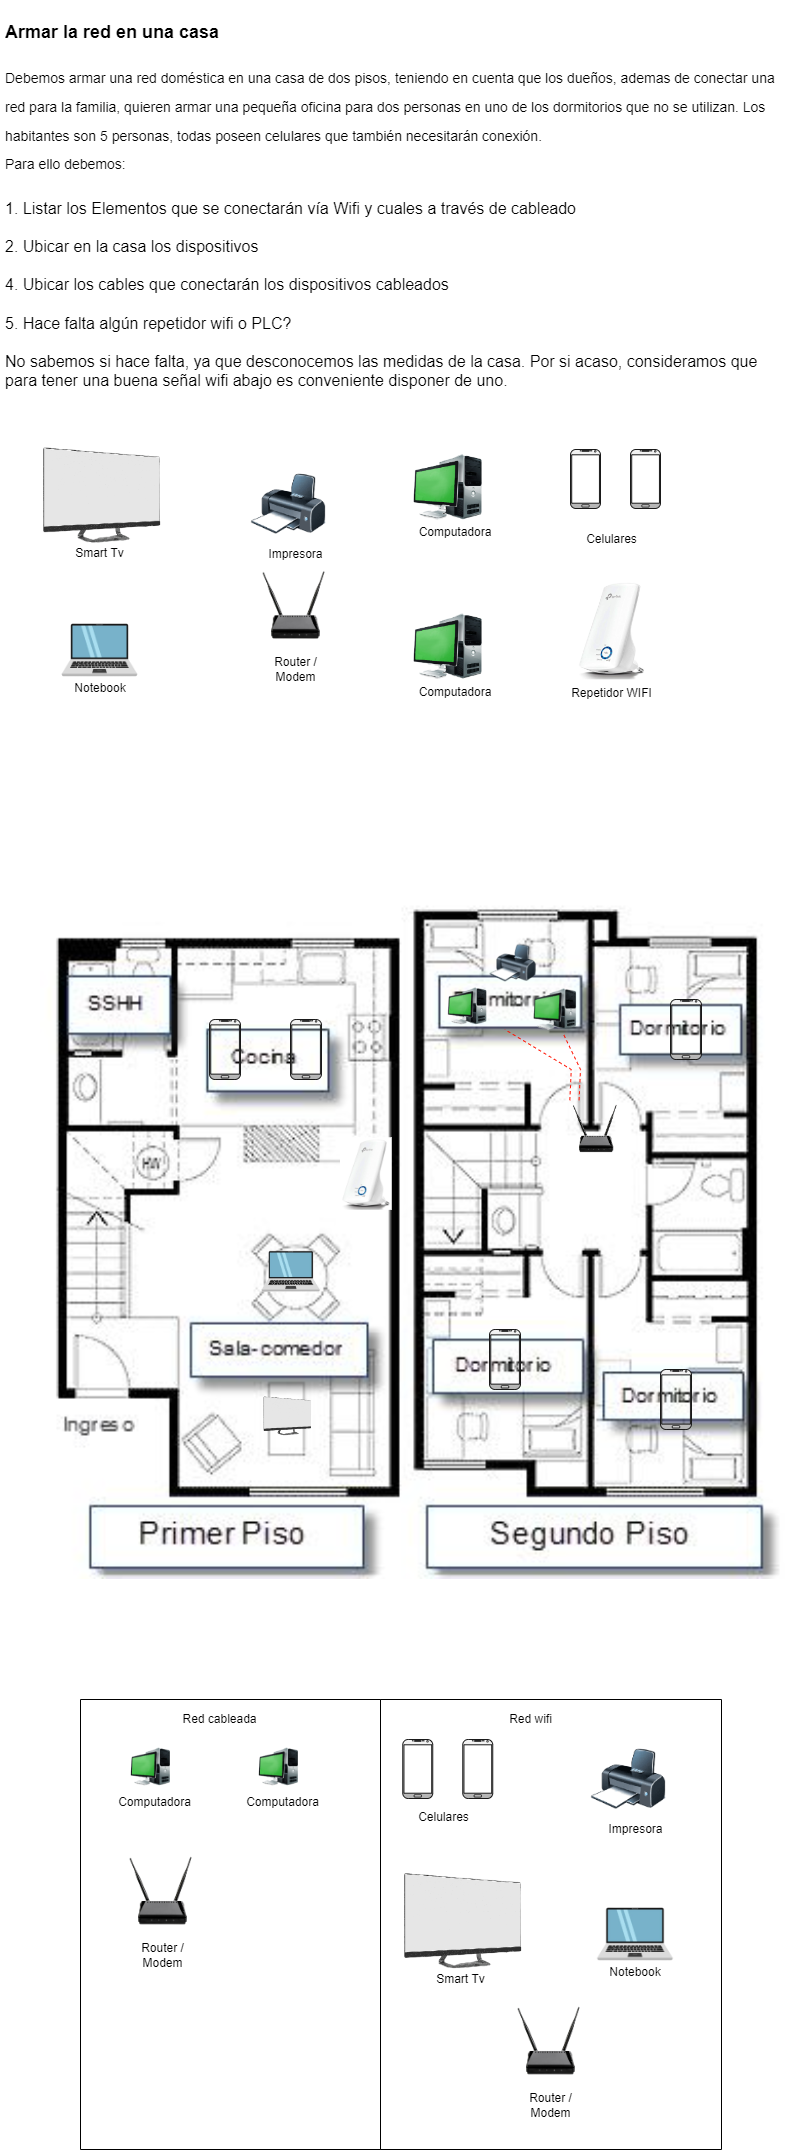 Armar la red en una casa
Debemos armar una red doméstica en una casa de dos pisos, teniendo en cuenta que los dueños, ademas de conectar una
red para la familia, quieren armar una pequeña oficina para dos personas en uno de los dormitorios que no se utilizan. Los
habitantes son 5 personas, todas poseen celulares que también necesitarán conexión.
Para ello debemos:
1. Listar los Elementos que se conectarán vía Wifi y cuales a través de cableado
2. Ubicar en la casa los dispositivos
4. Ubicar los cables que conectarán los dispositivos cableados
5. Hace falta algún repetidor wifi o PLC?
No sabemos si hace falta, ya que desconocemos las medidas de la casa. Por si acaso, consideramos que
para tener una buena señal wifi abajo es conveniente disponer de uno.
Smart Tv
Impresora
Computadora
Celulares
Notebook
Router /
Modem
Computadora
Repetidor WIFI
SSHH
Cocina
HW
Sala-comedor
Ingreso
Primer Piso
mitorio
Dormitorio
Dormitorio
Dormitorio
Segundo Piso
Red cableada
Computadora
Computadora
Router /
Modem
Red wifi
Celulares
Impresora
Smart Tv
Notebook
Router /
Modem